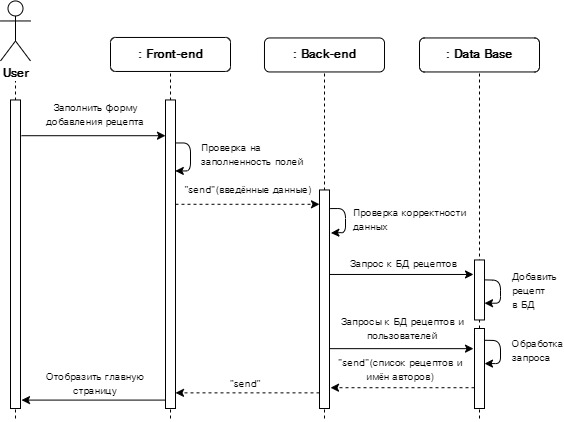 : Front-end
: Back-end
: Data Base
User
Заполнить форму
добавления рецепта
Проверка на
заполненность полей
"send"(введённые данные)
Проверка корректности
данных
Запрос к БД рецептов
Добавить
рецепт
в БД
Запросы к БД рецептов и
пользователей
Обработка
запроса
"send"(список рецептов и
имён авторов)
"send"
Отобразить главную
страницу